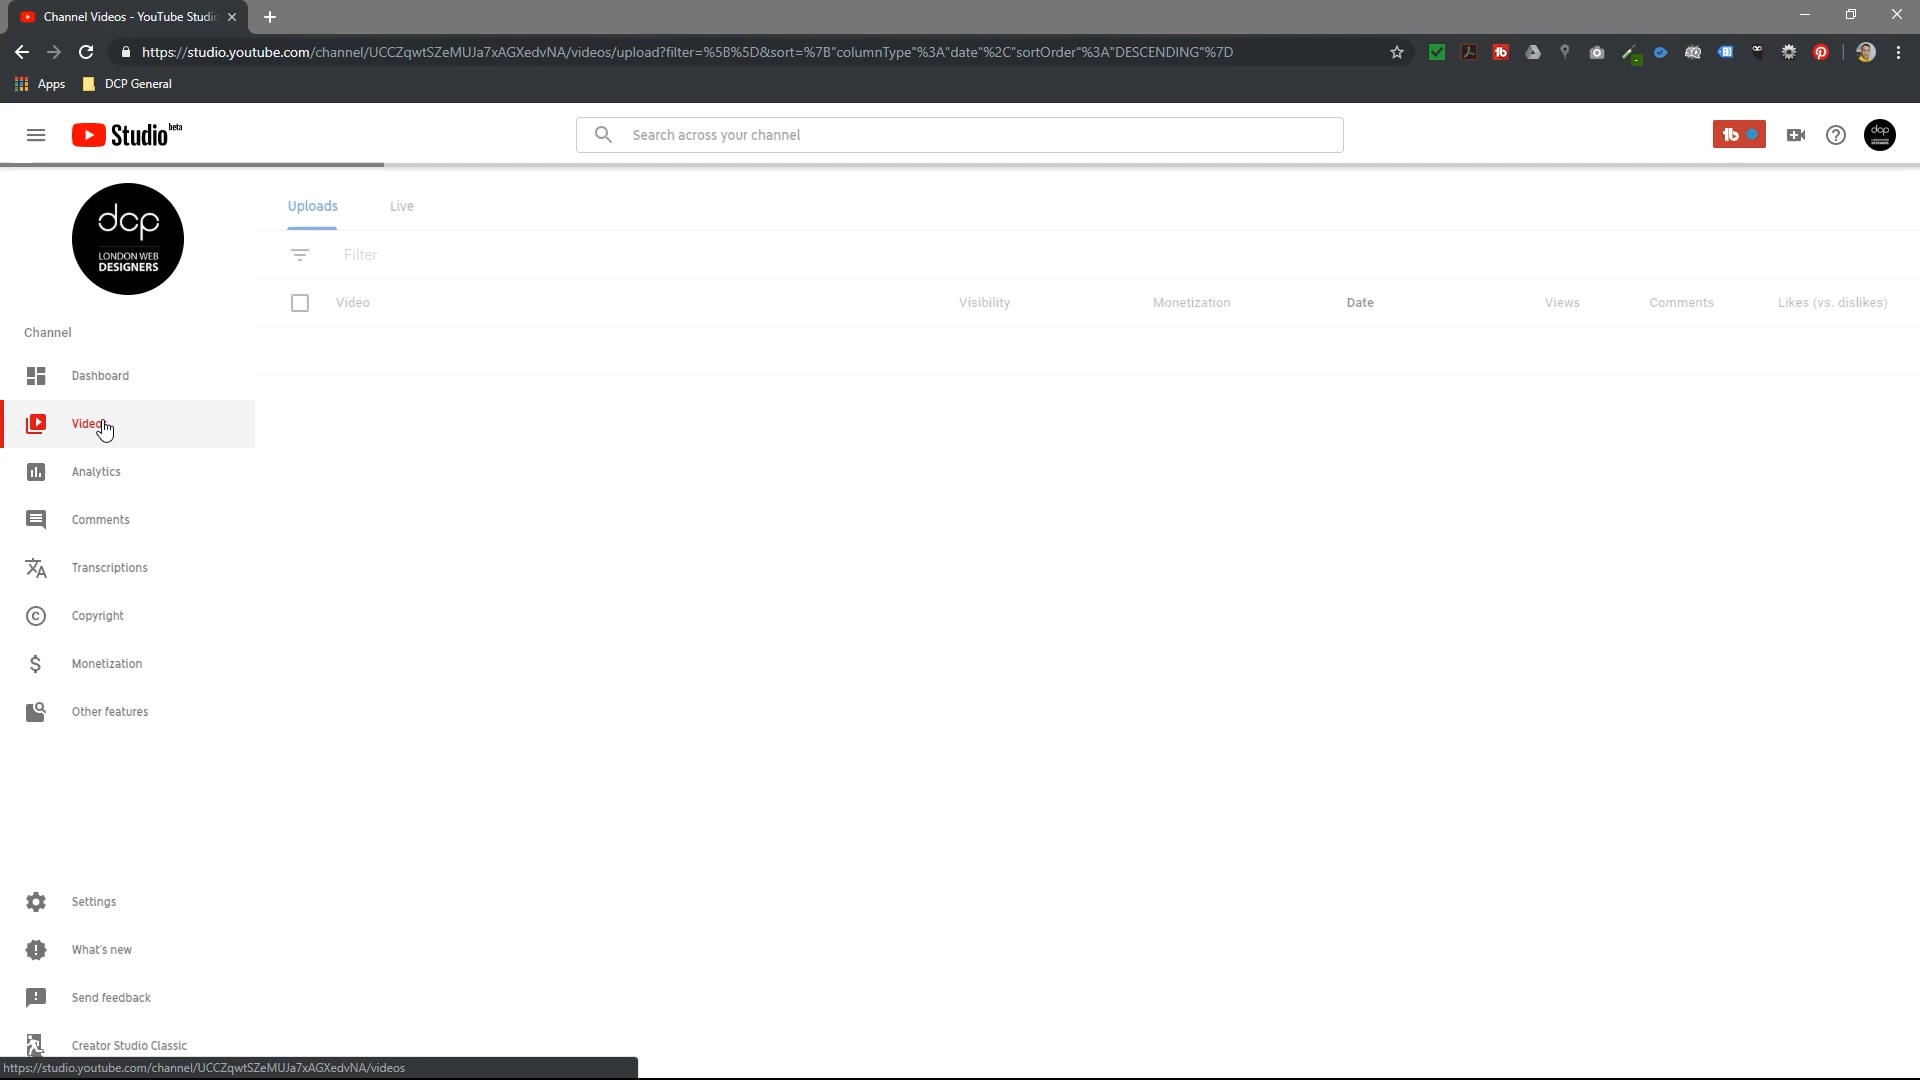 Channel Videos - YouTube Studio
https://studio.youtube.com/channel/UCCZqwtSZeMUJa7xAGXedvNA/videos/upload?filter=%5B%5D&sort=%7B"columnType"%3A"date"%2C"sortOrder"%3A"DESCENDING"%7D
Apps
DCP General
Studio beta
Search across your channel
tb
dcp
LONDON WEB
DESIGNERS
Uploads
Live
Filter
Video
Visibility
Monetization
Date
Views
Comments
Likes (vs. dislikes)
Channel
Dashboard
Video
Analytics
Comments
Transcriptions
Copyright
Monetization
Other features
Settings
What's new
Send feedback
Creator Studio Classic
https://studio.youtube.com/channel/UCCZqwtSZeMUJa7xAGXedvNA/videos